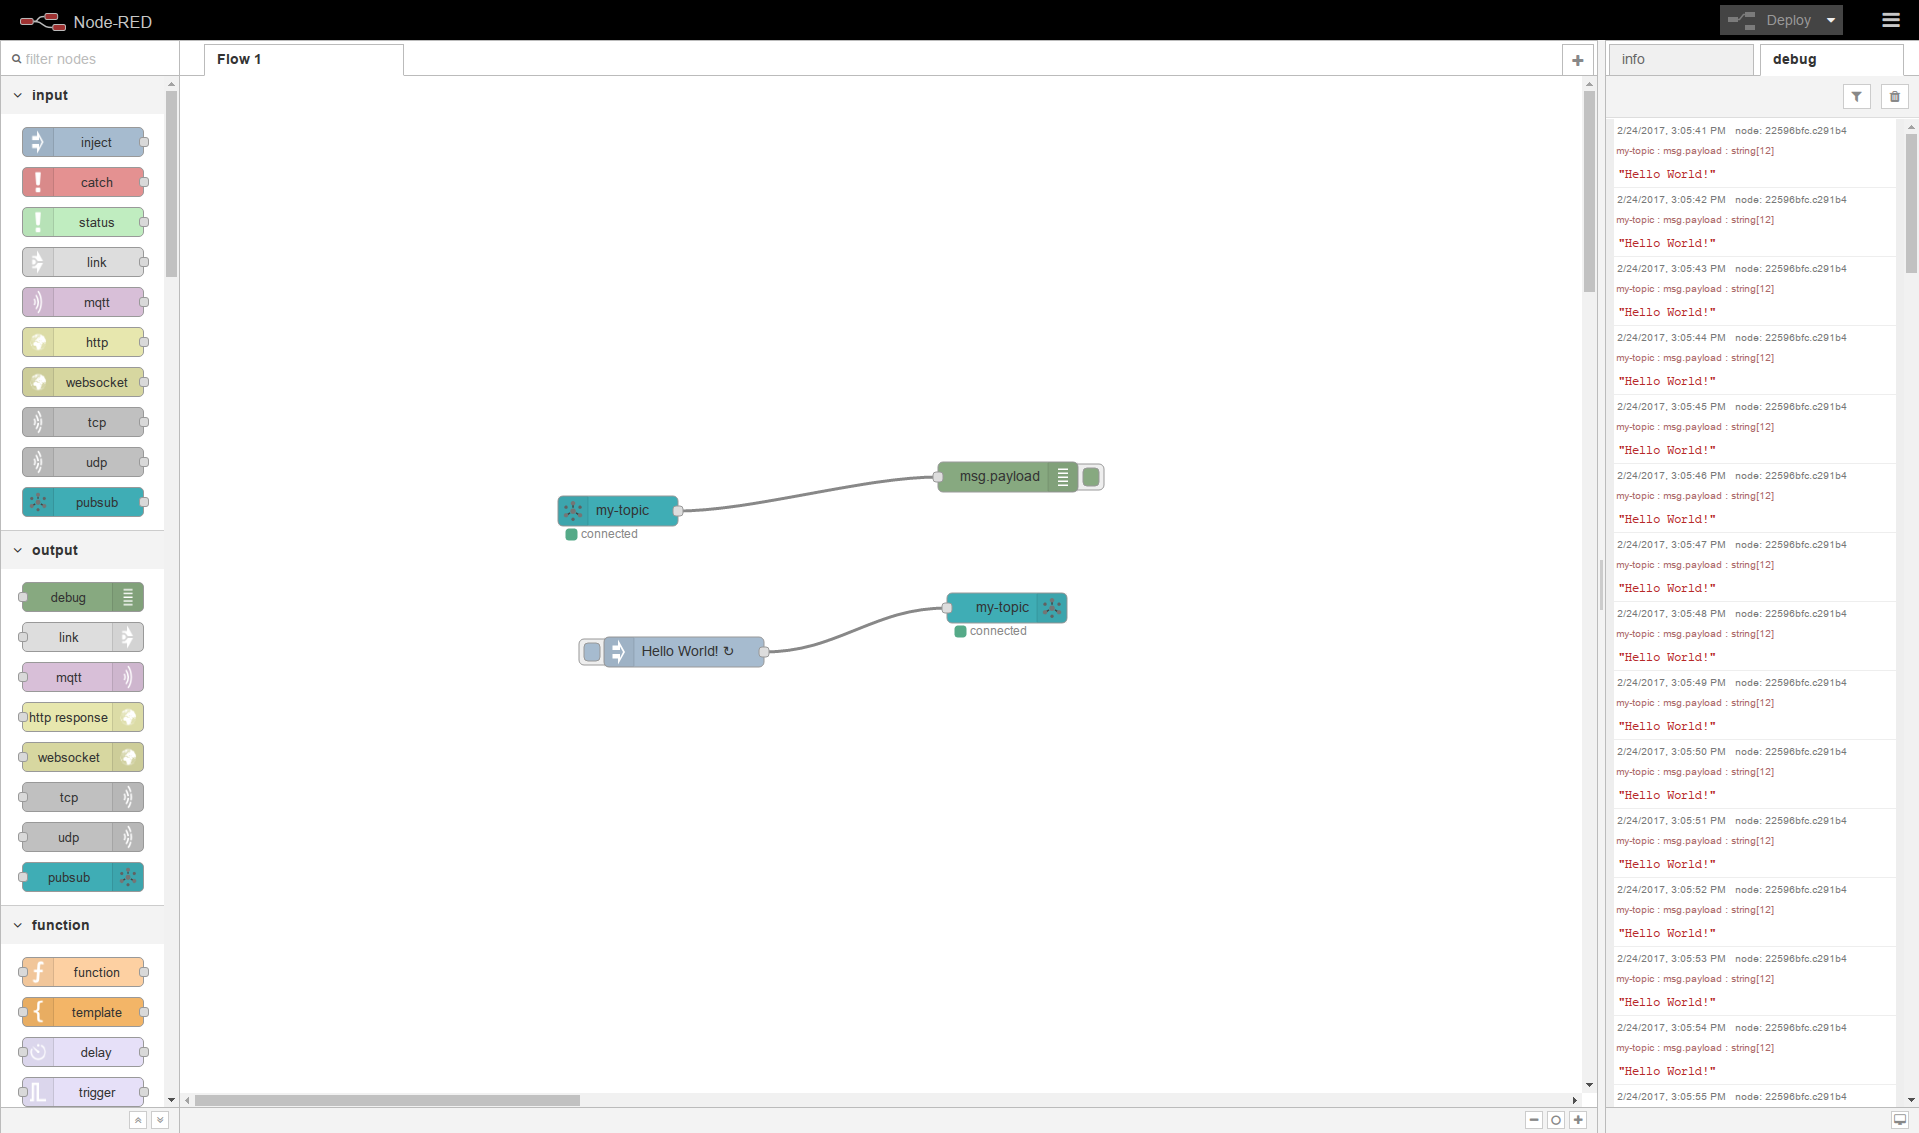 Node-RED
Deploy
filter nodes
Flow 1
info
debug
input
inject
catch
status
link
mqtt
http
websocket
tcp
udp
pubsub
output
debug
link
mqtt
http response
websocket
tcp
udp
pubsub
function
function
template
delay
trigger
my-topic
connected
msg.payload
Hello World! ↻
my-topic
connected
2/24/2017, 3:05:41 PM node: 22596bfc.c291b4
my-topic : msg.payload : string[12]
"Hello World!"
2/24/2017, 3:05:42 PM node: 22596bfc.c291b4
my-topic : msg.payload : string[12]
"Hello World!"
2/24/2017, 3:05:43 PM node: 22596bfc.c291b4
my-topic : msg.payload : string[12]
"Hello World!"
2/24/2017, 3:05:44 PM node: 22596bfc.c291b4
my-topic : msg.payload : string[12]
"Hello World!"
2/24/2017, 3:05:45 PM node: 22596bfc.c291b4
my-topic : msg.payload : string[12]
"Hello World!"
2/24/2017, 3:05:46 PM node: 22596bfc.c291b4
my-topic : msg.payload : string[12]
"Hello World!"
2/24/2017, 3:05:47 PM node: 22596bfc.c291b4
my-topic : msg.payload : string[12]
"Hello World!"
2/24/2017, 3:05:48 PM node: 22596bfc.c291b4
my-topic : msg.payload : string[12]
"Hello World!"
2/24/2017, 3:05:49 PM node: 22596bfc.c291b4
my-topic : msg.payload : string[12]
"Hello World!"
2/24/2017, 3:05:50 PM node: 22596bfc.c291b4
my-topic : msg.payload : string[12]
"Hello World!"
2/24/2017, 3:05:51 PM node: 22596bfc.c291b4
my-topic : msg.payload : string[12]
"Hello World!"
2/24/2017, 3:05:52 PM node: 22596bfc.c291b4
my-topic : msg.payload : string[12]
"Hello World!"
2/24/2017, 3:05:53 PM node: 22596bfc.c291b4
my-topic : msg.payload : string[12]
"Hello World!"
2/24/2017, 3:05:54 PM node: 22596bfc.c291b4
my-topic : msg.payload : string[12]
"Hello World!"
2/24/2017, 3:05:55 PM node: 22596bfc.c291b4